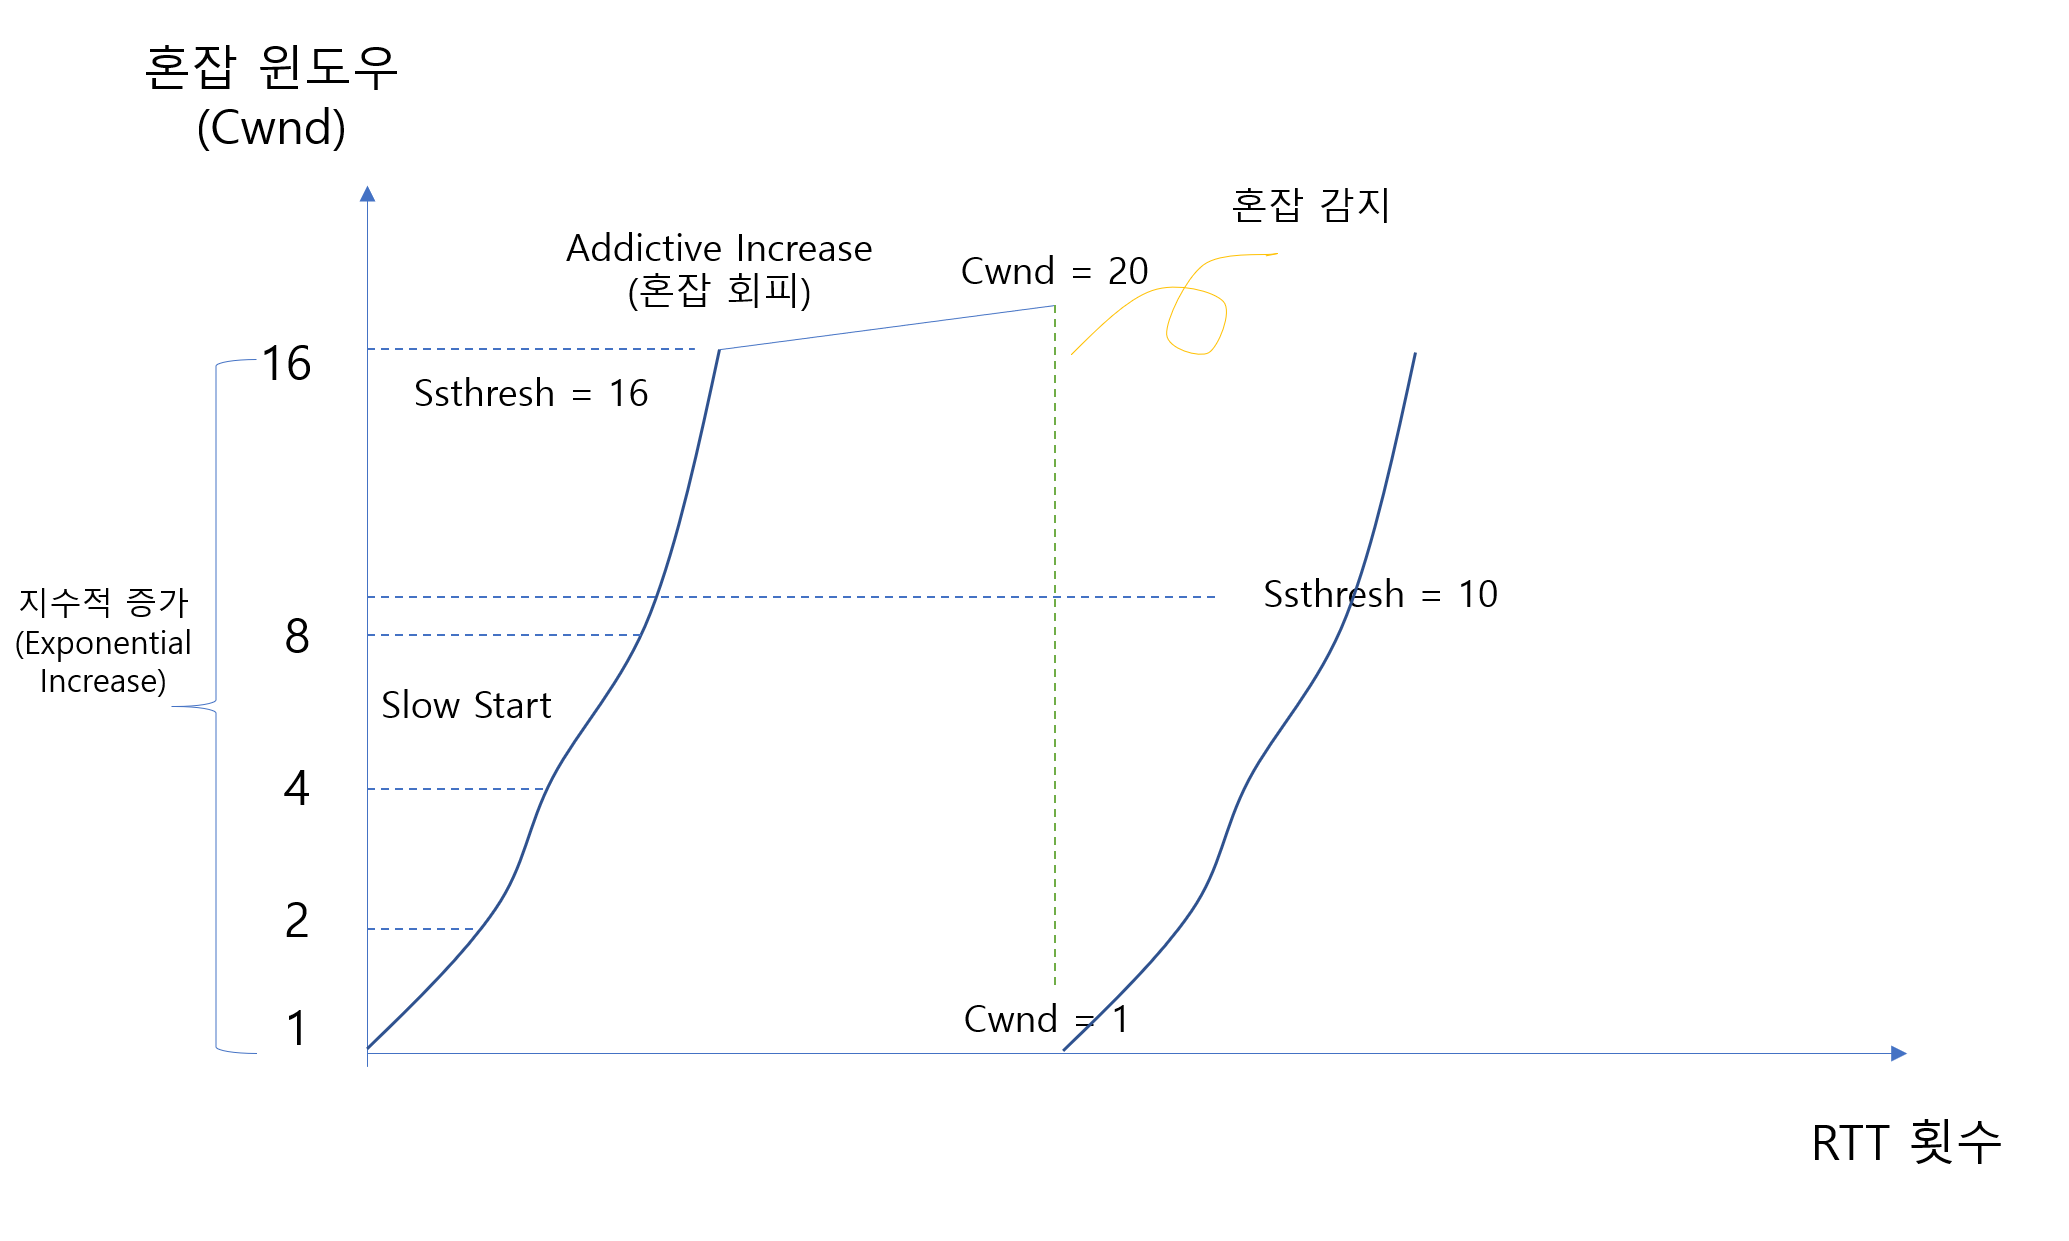 혼잡 윈도우
(Cwnd)
혼잡 감지
Addictive Increase
(혼잡 회피)
Cwnd = 20
16
Ssthresh = 16
지수적 증가
(Exponential
Increase)
Ssthresh = 10
8
Slow Start
4
2
1
Cwnd = 1
RTT 횟수